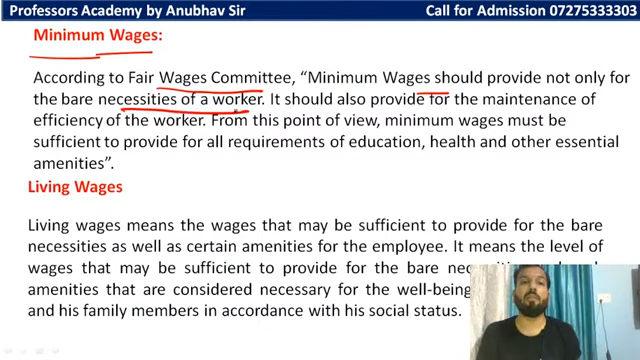 Professors Academy by Anubhav Sir
Call for Admission 07275333303
Minimum Wages:
According to Fair Wages Committee, “Minimum Wages should provide not only for
the bare necessities of a worker. It should also provide for the maintenance of
efficiency of the worker. From this point of view, minimum wages must be
sufficient to provide for all requirements of education, health and other essential
amenities”.
Living Wages
Living wages means the wages that may be sufficient to provide for the bare
necessities as well as certain amenities for the employee. It means the level of
wages that may be sufficient to provide for the bare
amenities that are considered necessary for the well-being
and his family members in accordance with his social status.